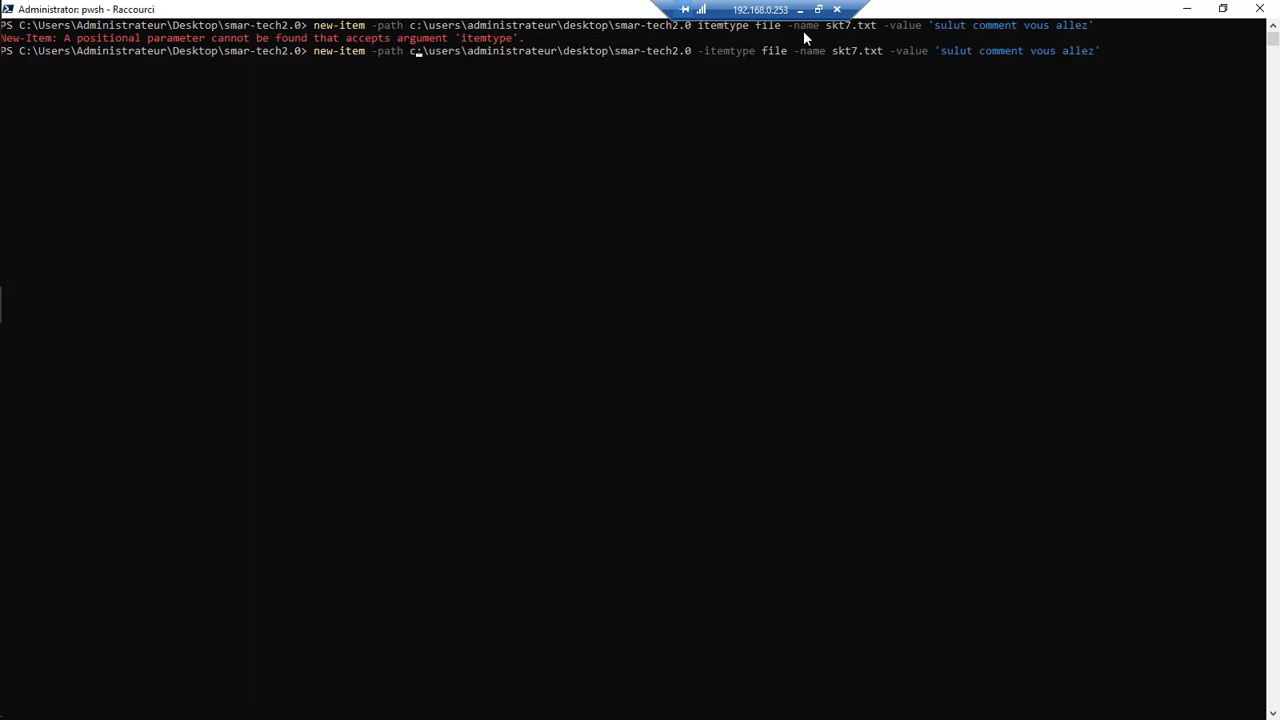 Administrator: pwsh - Raccourci
192.168.0.253
PS C:\Users\Administrateur\Desktop\smar-tech2.0> new-item -path c:\users\administrateur\desktop\smar-tech2.0 itemtype file -name skt7.txt -value 'sulut comment vous allez'
New-Item: A positional parameter cannot be found that accepts argument 'itemtype'.
PS C:\Users\Administrateur\Desktop\smar-tech2.0> new-item -path c:\users\administrateur\desktop\smar-tech2.0 -itemtype file -name skt7.txt -value 'sulut comment vous allez'